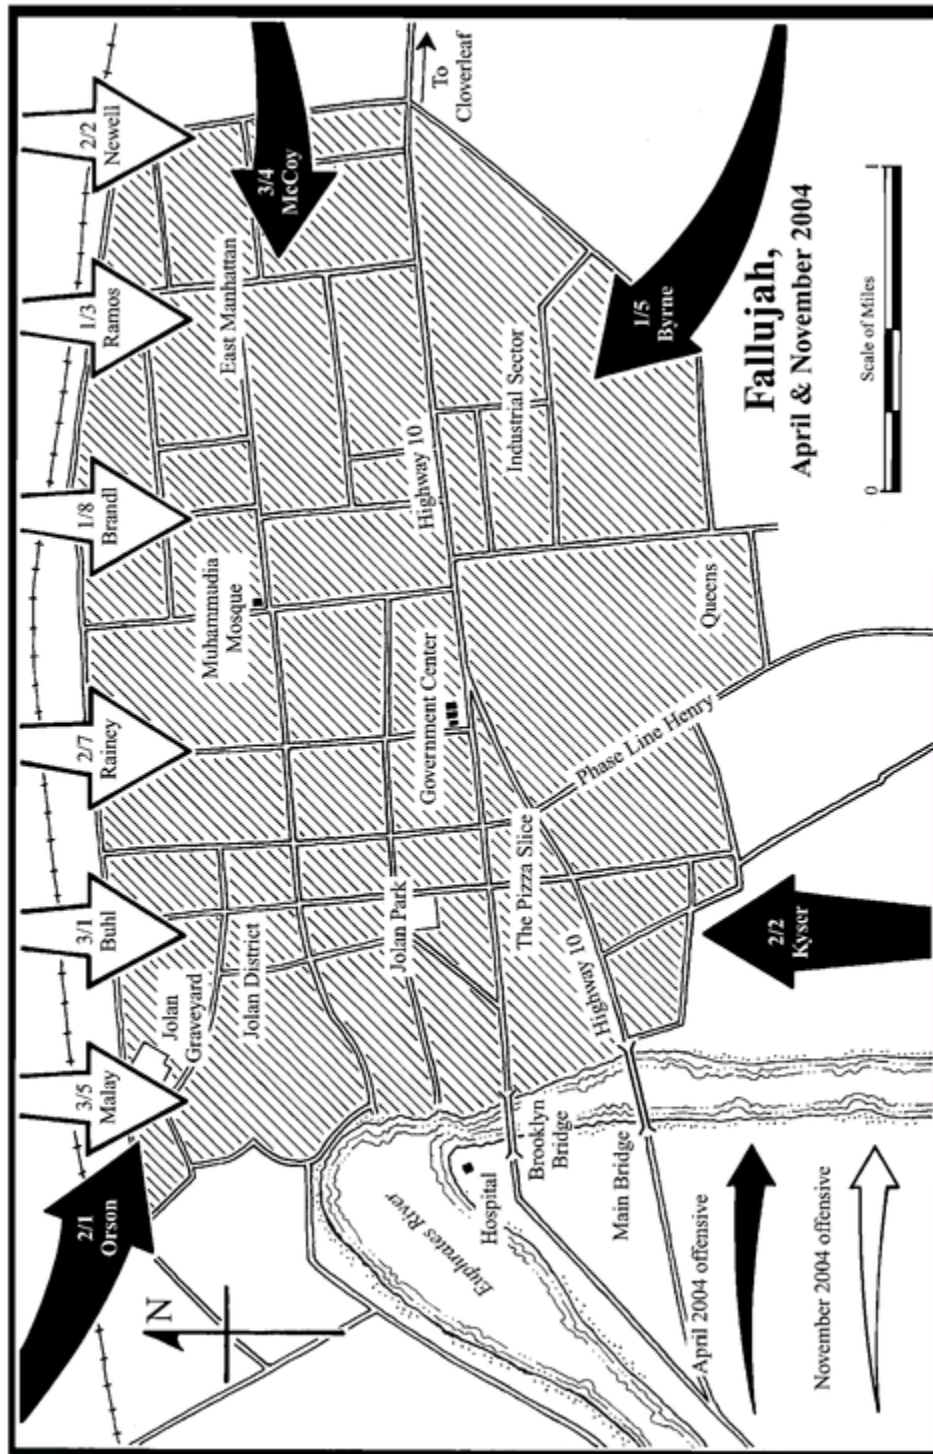 2/1
Orson
3/5
Malay
3/1
Buhl
2/7
Rainey
1/8
Brandl
1/3
Ramos
2/2
Newell
N
Jolan
Graveyard
Jolan District
Muhammudia
Mosque
East Manhattan
3/4
McCoy
To
Cloverleaf
Euphrates River
Hospital
Jolan Park
Government Center
Highway 10
Industrial Sector
Brooklyn
Bridge
The Pizza Slice
Highway 10
Main Bridge
Phase Line Henry
Queens
1/5
Byrne
2/2
Kyser
April 2004 offensive
November 2004 offensive
Fallujah,
April & November 2004
0
1
Scale of Miles